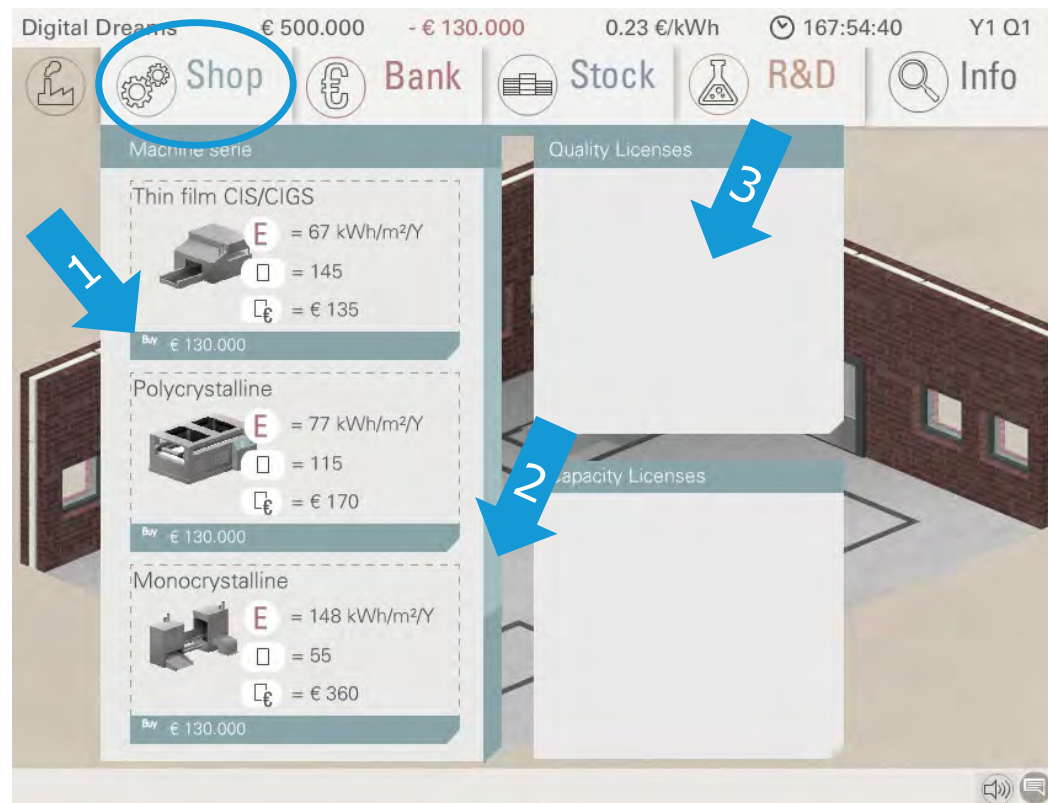 Digital Dreams € 500.000 - € 130.000 0.23 €/kWh 167:54:40 Y1 Q1
Shop € Bank Stock R&D Info
Machine serie
Quality Licenses
3
Thin film CIS/CIGS
E = 67 kWh/m²/Y
= 145
€ = € 135
1
Buy € 130.000
Polycrystalline
E = 77 kWh/m²/Y
= 115
€ = € 170
Buy € 130.000
2
Capacity Licenses
Monocrystalline
E = 148 kWh/m²/Y
= 55
€ = € 360
Buy € 130.000